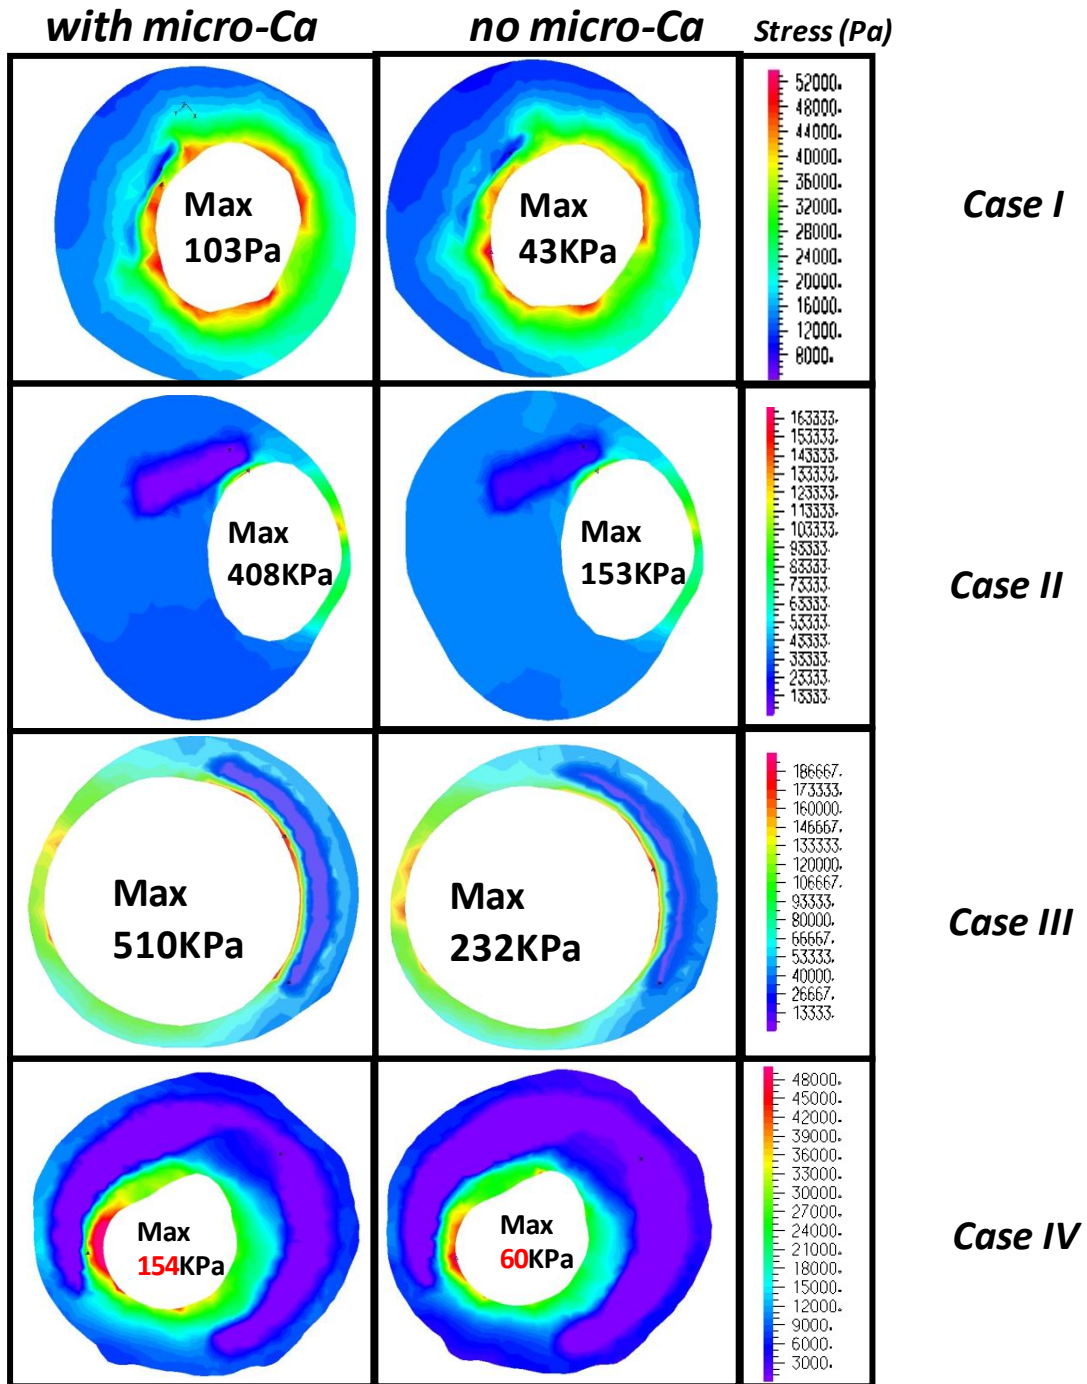 with micro-Ca no micro-Ca Stress (Pa)
Max
103Pa
Max
43KPa
52000.
48000.
44000.
40000.
36000.
32000.
28000.
24000.
20000.
16000.
12000.
8000.
Case I
Max
408KPa
Max
153KPa
163333.
153333.
143333.
133333.
123333.
113333.
103333.
93333.
83333.
73333.
63333.
53333.
43333.
33333.
23333.
13333.
Case II
Max
510KPa
Max
232KPa
186667.
173333.
160000.
146667.
133333.
120000.
106667.
93333.
80000.
66667.
53333.
40000.
26667.
13333.
Case III
Max
154KPa
Max
60KPa
48000.
45000.
42000.
39000.
36000.
33000.
30000.
27000.
24000.
21000.
18000.
15000.
12000.
9000.
6000.
3000.
Case IV